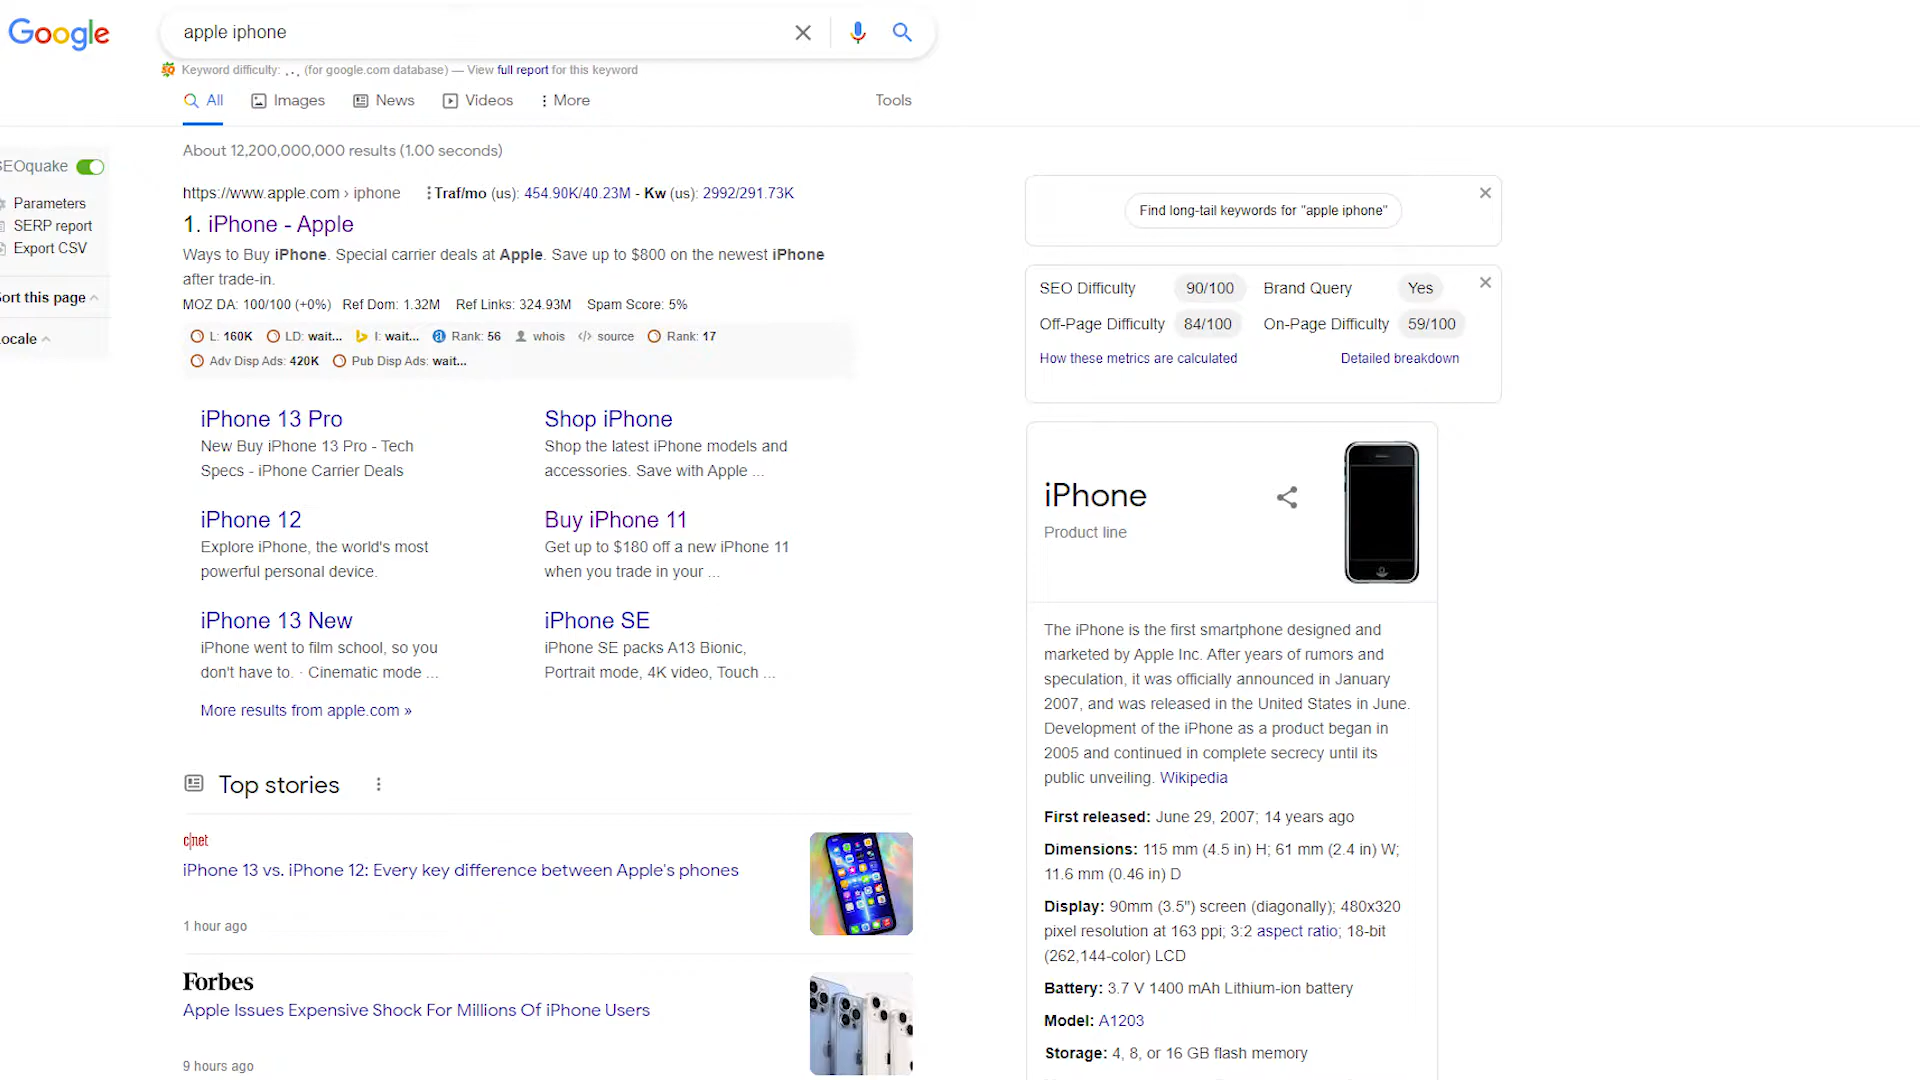 Google
apple iphone
Keyword difficulty: (for google.com database) — View full report for this keyword
All
Images
News
Videos
More
Tools
About 12,200,000,000 results (1.00 seconds)
SEOquake
Parameters
SERP report
Export CSV
ort this page
ocale
https://www.apple.com › iphone
Traf/mo (us): 454.90K/40.23M - Kw (us): 2992/291.73K
1. iPhone - Apple
Ways to Buy iPhone. Special carrier deals at Apple. Save up to $800 on the newest iPhone
after trade-in.
MOZ DA: 100/100 (+0%) Ref Dom: 1.32M Ref Links: 324.93M Spam Score: 5%
L: 160K LD: wait... I: wait... Rank: 56 whois </> source Rank: 17
Adv Disp Ads: 420K Pub Disp Ads: wait...
iPhone 13 Pro
New Buy iPhone 13 Pro - Tech
Specs - iPhone Carrier Deals
Shop iPhone
Shop the latest iPhone models and
accessories. Save with Apple ...
iPhone 12
Explore iPhone, the world's most
powerful personal device.
Buy iPhone 11
Get up to $180 off a new iPhone 11
when you trade in your ...
iPhone 13 New
iPhone went to film school, so you
don't have to. · Cinematic mode ...
iPhone SE
iPhone SE packs A13 Bionic,
Portrait mode, 4K video, Touch ...
More results from apple.com »
Top stories
c|net
iPhone 13 vs. iPhone 12: Every key difference between Apple's phones
1 hour ago
Forbes
Apple Issues Expensive Shock For Millions Of iPhone Users
9 hours ago
Find long-tail keywords for "apple iphone"
SEO Difficulty 90/100 Brand Query Yes
Off-Page Difficulty 84/100 On-Page Difficulty 59/100
How these metrics are calculated
Detailed breakdown
iPhone
Product line
The iPhone is the first smartphone designed and
marketed by Apple Inc. After years of rumors and
speculation, it was officially announced in January
2007, and was released in the United States in June.
Development of the iPhone as a product began in
2005 and continued in complete secrecy until its
public unveiling. Wikipedia
First released: June 29, 2007; 14 years ago
Dimensions: 115 mm (4.5 in) H; 61 mm (2.4 in) W;
11.6 mm (0.46 in) D
Display: 90mm (3.5") screen (diagonally); 480x320
pixel resolution at 163 ppi; 3:2 aspect ratio; 18-bit
(262,144-color) LCD
Battery: 3.7 V 1400 mAh Lithium-ion battery
Model: A1203
Storage: 4, 8, or 16 GB flash memory